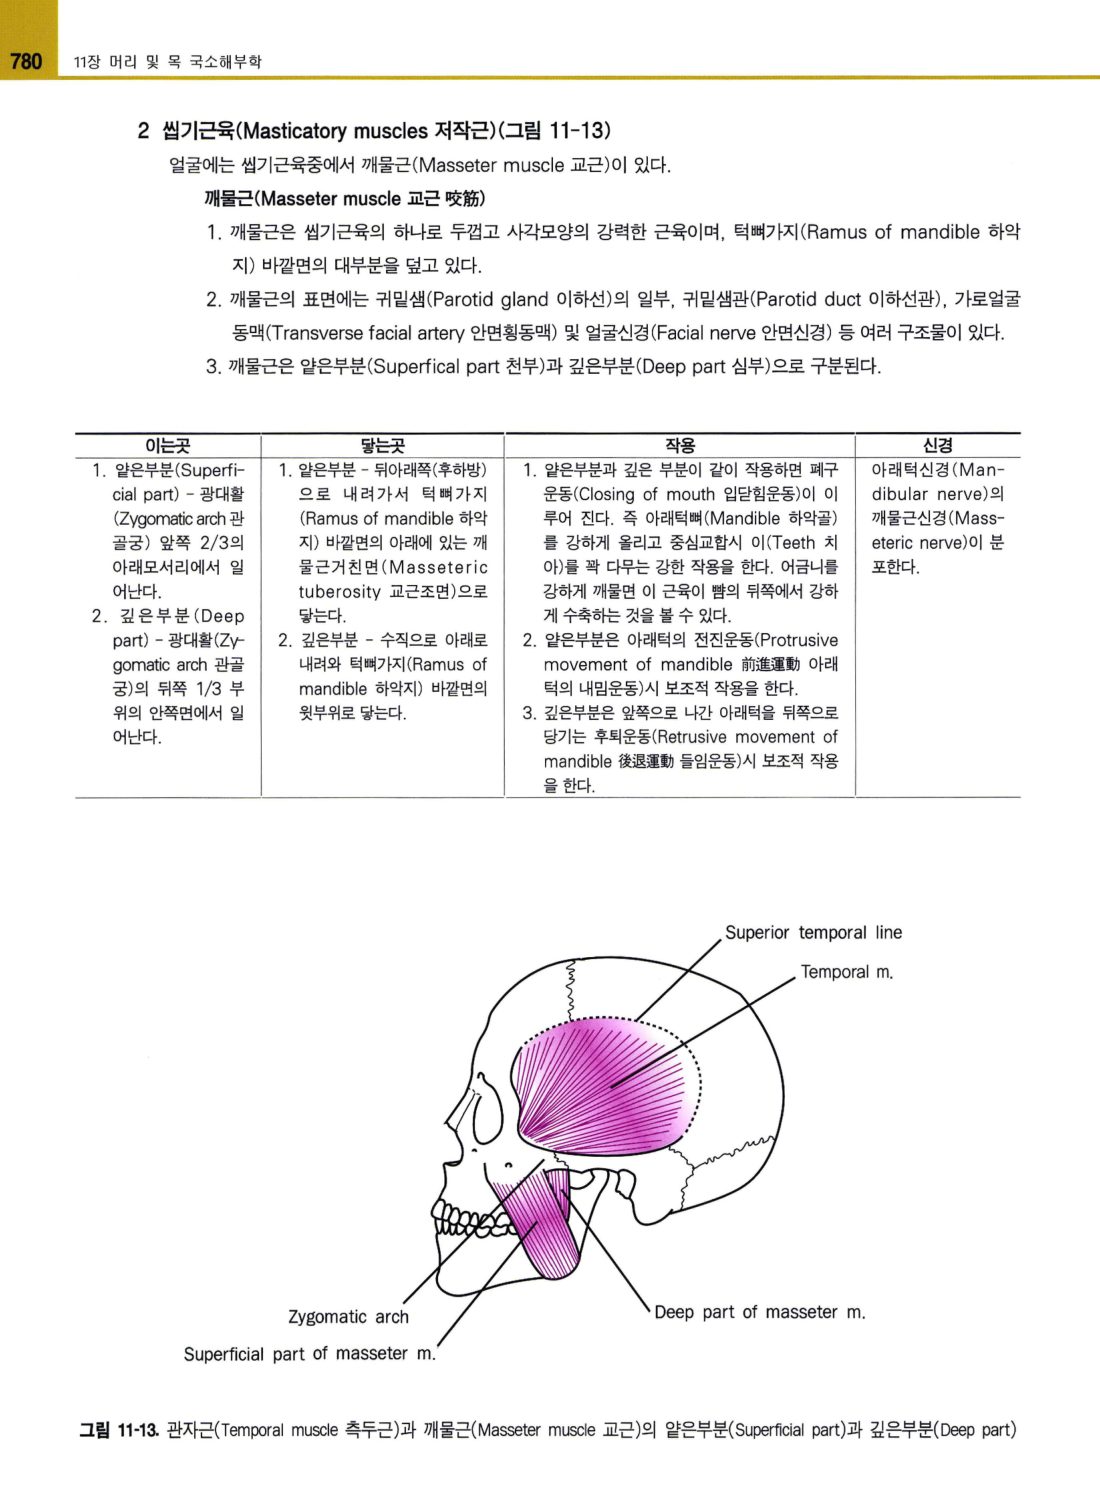 780
11장 머리 및 목 국소해부학
2 씹기근육(Masticatory muscles 저작근)(그림 11-13)
얼굴에는 씹기근육중에서 깨물근(Masseter muscle 교근)이 있다.
깨물근(Masseter muscle 교근 咬筋)
1. 깨물근은 씹기근육의 하나로 두껍고 사각모양의 강력한 근육이며, 턱뼈가지(Ramus of mandible 하악
지) 바깥면의 대부분을 덮고 있다.
2. 깨물근의 표면에는 귀밑샘(Parotid gland 이하선)의 일부, 귀밑샘관(Parotid duct 이하선관), 가로얼굴
동맥(Transverse facial artery 안면횡동맥) 및 얼굴신경(Facial nerve 안면신경) 등 여러 구조물이 있다.
3. 깨물근은 얕은부분(Superfical part 천부)과 깊은부분(Deep part 심부)으로 구분된다.
이는곳
1. 얕은부분(Superfi-
cial part) - 광대활
(Zygomatic arch 관
골궁) 앞쪽 2/3의
아래모서리에서 일
어난다.
2. 깊은부분(Deep
part) - 광대활(Zy-
gomatic arch 관골
궁)의 뒤쪽 1/3 부
위의 안쪽면에서 일
어난다.
닿는곳
1. 얕은부분 - 뒤아래쪽(후하방)
으로 내려가서 턱뼈가지
(Ramus of mandible 하악
지) 바깥면의 아래에 있는 깨
물근거친면(Masseteric
tuberosity 교근조면)으로
닿는다.
2. 깊은부분 - 수직으로 아래로
내려와 턱뼈가지(Ramus of
mandible 하악지) 바깥면의
윗부위로 닿는다.
작용
1. 얕은부분과 깊은 부분이 같이 작용하면 폐구
운동(Closing of mouth 입닫힘운동)이 이
루어 진다. 즉 아래턱뼈(Mandible 하악골)
를 강하게 올리고 중심교합시 이(Teeth 치
아)를 꽉 다무는 강한 작용을 한다. 어금니를
강하게 깨물면 이 근육이 뺨의 뒤쪽에서 강하
게 수축하는 것을 볼 수 있다.
2. 얕은부분은 아래턱의 전진운동(Protrusive
movement of mandible 前進運動 아래
턱의 내밈운동)시 보조적 작용을 한다.
3. 깊은부분은 앞쪽으로 나간 아래턱을 뒤쪽으로
당기는 후퇴운동(Retrusive movement of
mandible 後退運動 들임운동)시 보조적 작용
을 한다.
신경
아래턱신경(Man-
dibular nerve)의
깨물근신경(Mass-
eteric nerve)이 분
포한다.
Superior temporal line
Temporal m.
Zygomatic arch
Deep part of masseter m.
Superficial part of masseter m.
그림 11-13. 관자근(Temporal muscle 측두근)과 깨물근(Masseter muscle 교근)의 얕은부분(Superficial part)과 깊은부분(Deep part)